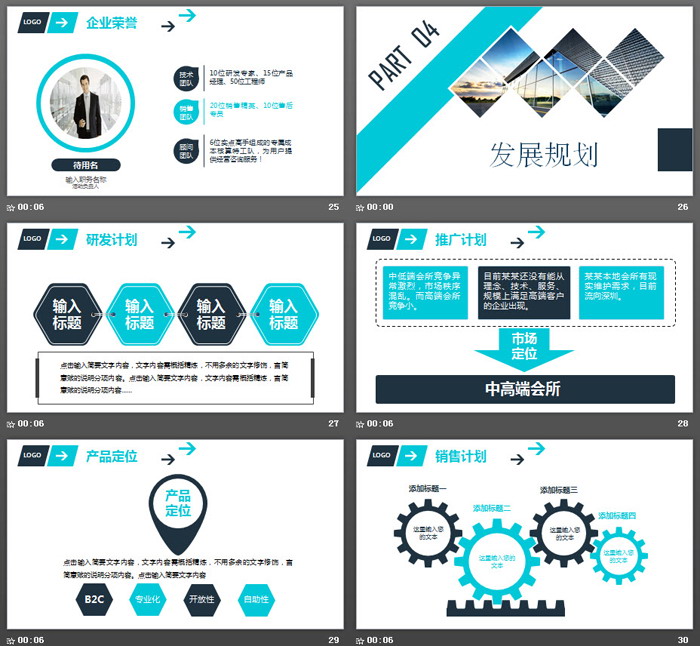 LOGO
企业荣誉
技术
团队
10位研发专家、15位产品
经理、50位工程师
销售
团队
20位销售精英、10位售后
专员
顾问
团队
6位实点高手组成的专属成
本核算特工队，为用户提
供经营咨询服务！
待用名
输入职务名称
活动负责人
00:06
25
PART 04
发展规划
00:00
26
LOGO
研发计划
输入
标题
输入
标题
输入
标题
输入
标题
点击输入简要文字内容，文字内容需概括精炼，不用多余的文字修饰，言简
意赅的说明分项内容。点击输入简要文字内容，文字内容需概括精炼，言简
意赅的说明分项内容……
00:06
27
LOGO
推广计划
中低端会所竞争异
常激烈，市场秩序
混乱。而高端会所
竞争小。
目前某某还没有能从
理念、技术、服务、
规模上满足高端客户
的企业出现。
某某本地会所有现
实维护需求，目前
流向深圳。
市场
定位
中高端会所
00:06
28
LOGO
产品定位
产品
定位
点击输入简要文字内容，文字内容需概括精炼，不用多余的文字修饰，言
简意赅的说明分项内容。点击输入简要文字内容
B2C
专业化
开放性
自助性
00:06
29
LOGO
销售计划
添加标题一
这里输入您
的文本
添加标题二
这里输入您的
文本
添加标题三
这里输入您
的文本
添加标题四
这里输入您
的文本
00:06
30